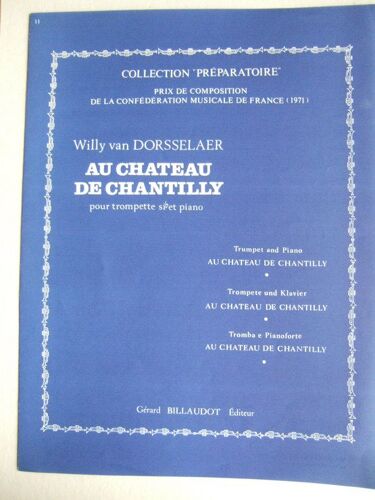 11
COLLECTION "PRÉPARATOIRE"
PRIX DE COMPOSITION
DE LA CONFÉDÉRATION MUSICALE DE FRANCE (1971)
Willy van DORSSELAER
AU CHATEAU
DE CHANTILLY
pour trompette si♭et piano
Trumpet and Piano
AU CHATEAU DE CHANTILLY
Trompete und Klavier
AU CHATEAU DE CHANTILLY
Tromba e Pianoforte
AU CHATEAU DE CHANTILLY
Gérard BILLAUDOT Éditeur